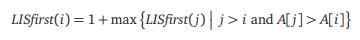 LISfirst(i) = 1 + max {LISfirst(j) | j > i and A[j] > A[i]}